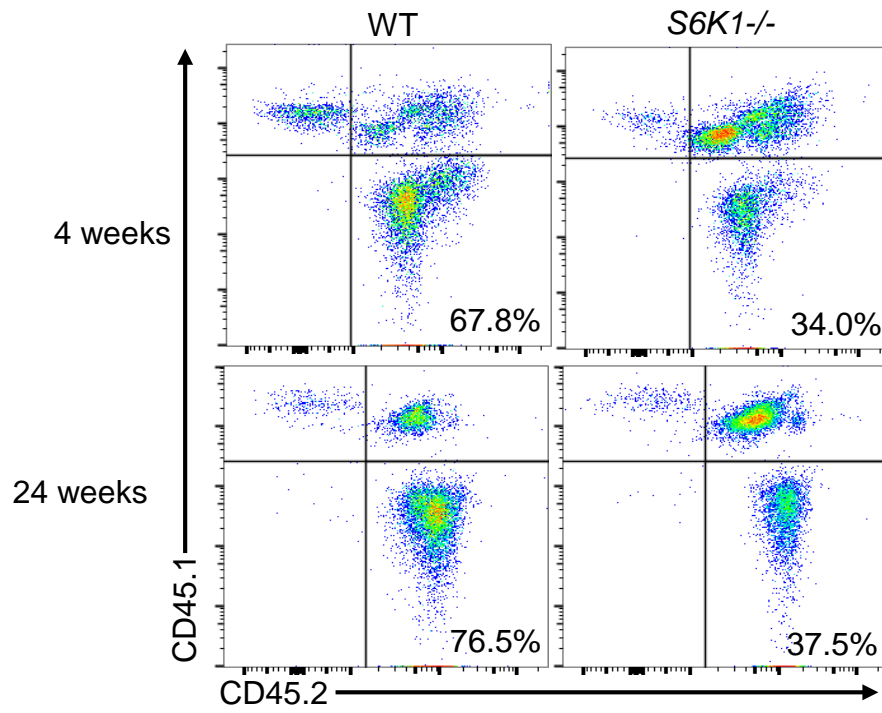 WT
S6K1-/-
4 weeks
67.8%
34.0%
24 weeks
76.5%
37.5%
CD45.1
CD45.2